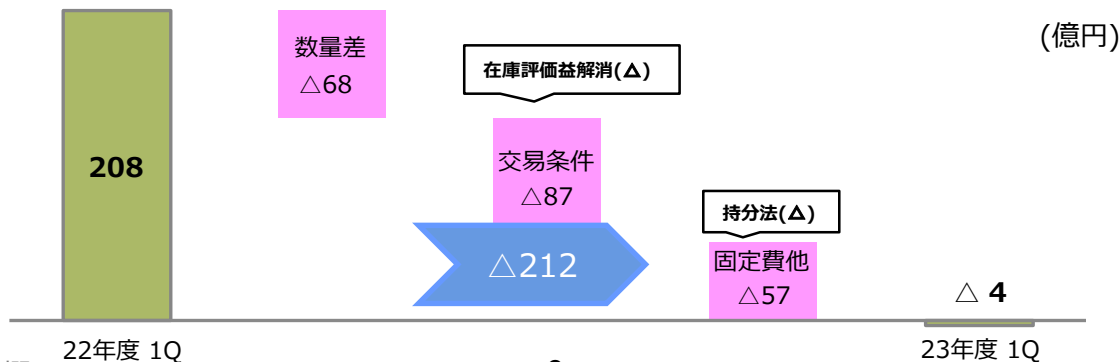 (億円)
数量差
△68
在庫評価益解消(△)
208
交易条件
△87
持分法(△)
△212
固定費他
△57
△ 4
22年度 1Q
23年度 1Q